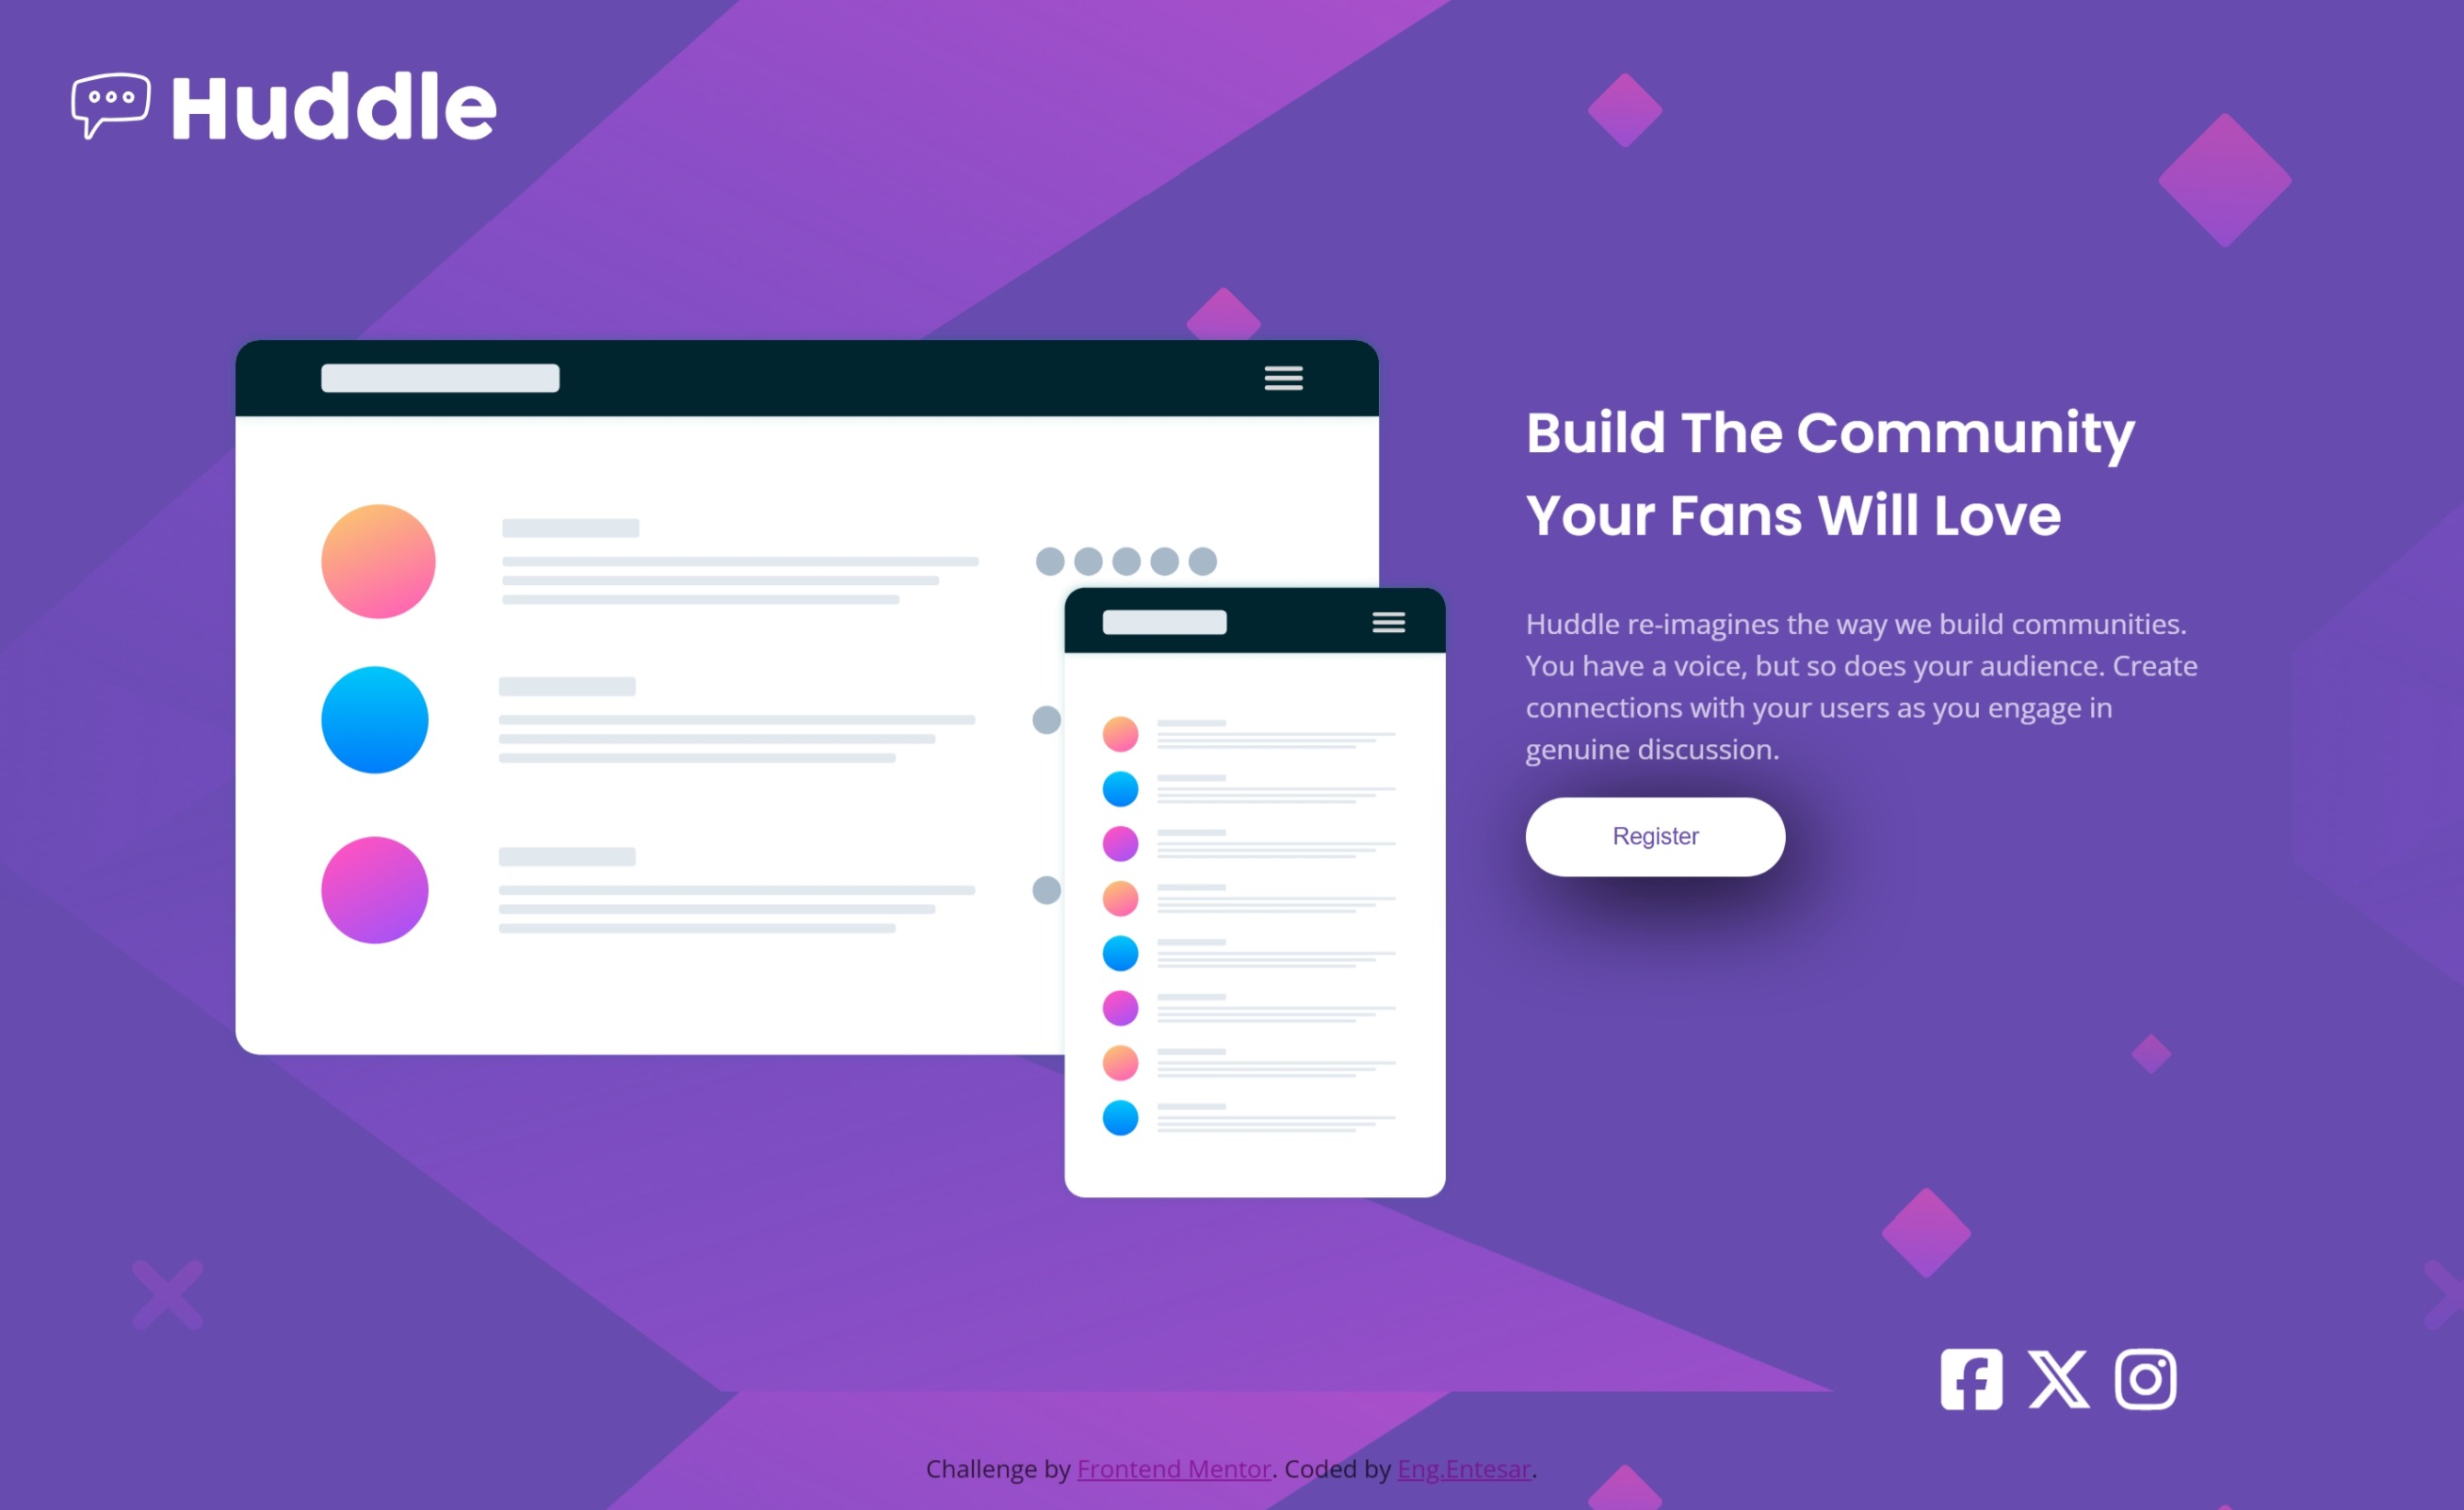 Huddle
Build The Community
Your Fans Will Love
Huddle re-imagines the way we build communities.
You have a voice, but so does your audience. Create
connections with your users as you engage in
genuine discussion.
Register
Challenge by Frontend Mentor. Coded by Eng.Entesar.